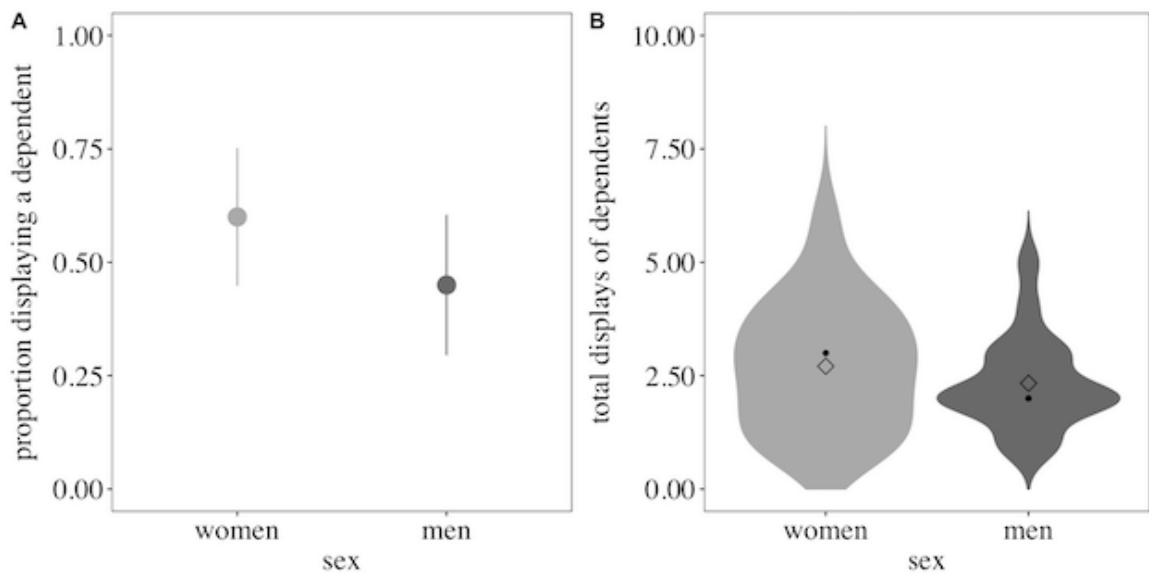 A
proportion displaying a dependent
1.00
0.75
0.50
0.25
0.00
women
men
sex
B
total displays of dependents
10.00
7.50
5.00
2.50
0.00
women
men
sex